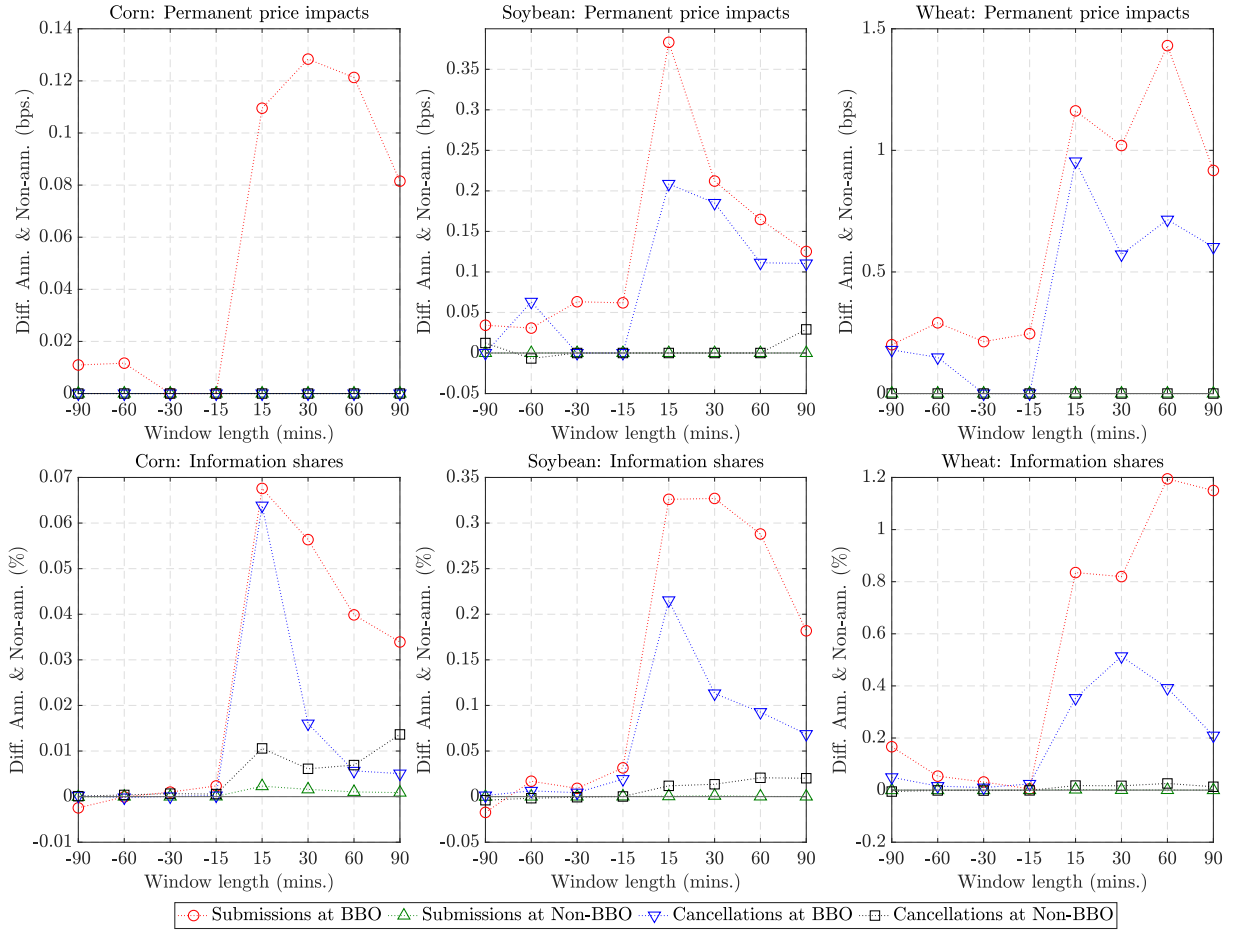 Corn: Permanent price impacts
Diff. Ann. & Non-ann. (bps.)
0.14
0.12
0.1
0.08
0.06
0.04
0.02
0
-90 -60 -30 -15 15 30 60 90
Window length (mins.)
Soybean: Permanent price impacts
Diff. Ann. & Non-ann. (bps.)
0.35
0.3
0.25
0.2
0.15
0.1
0.05
0
-0.05
-90 -60 -30 -15 15 30 60 90
Window length (mins.)
Wheat: Permanent price impacts
Diff. Ann. & Non-ann. (bps.)
1.5
1
0.5
0
-90 -60 -30 -15 15 30 60 90
Window length (mins.)
Corn: Information shares
Diff. Ann. & Non-ann. (%)
0.07
0.06
0.05
0.04
0.03
0.02
0.01
0
-0.01
-90 -60 -30 -15 15 30 60 90
Window length (mins.)
Soybean: Information shares
Diff. Ann. & Non-ann. (%)
0.35
0.3
0.25
0.2
0.15
0.1
0.05
0
-0.05
-90 -60 -30 -15 15 30 60 90
Window length (mins.)
Wheat: Information shares
Diff. Ann. & Non-ann. (%)
1.2
1
0.8
0.6
0.4
0.2
0
-0.2
-90 -60 -30 -15 15 30 60 90
Window length (mins.)
Submissions at BBO Submissions at Non-BBO Cancellations at BBO Cancellations at Non-BBO